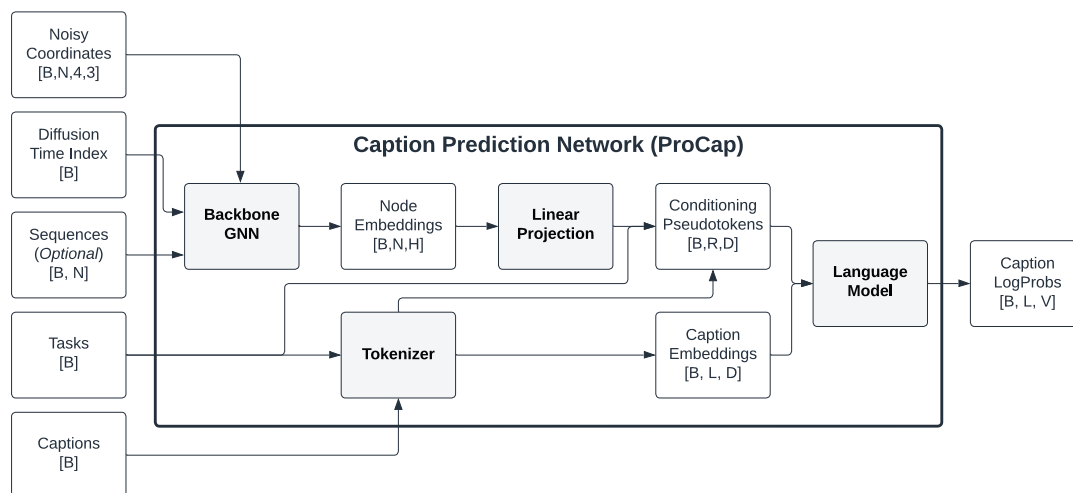 Noisy
Coordinates
[B,N,4,3]
Diffusion
Time Index
[B]
Sequences
(Optional)
[B, N]
Tasks
[B]
Captions
[B]
Caption Prediction Network (ProCap)
Backbone
GNN
Node
Embeddings
[B,N,H]
Linear
Projection
Conditioning
Pseudotokens
[B,R,D]
Tokenizer
Caption
Embeddings
[B, L, D]
Language
Model
Caption
LogProbs
[B, L, V]